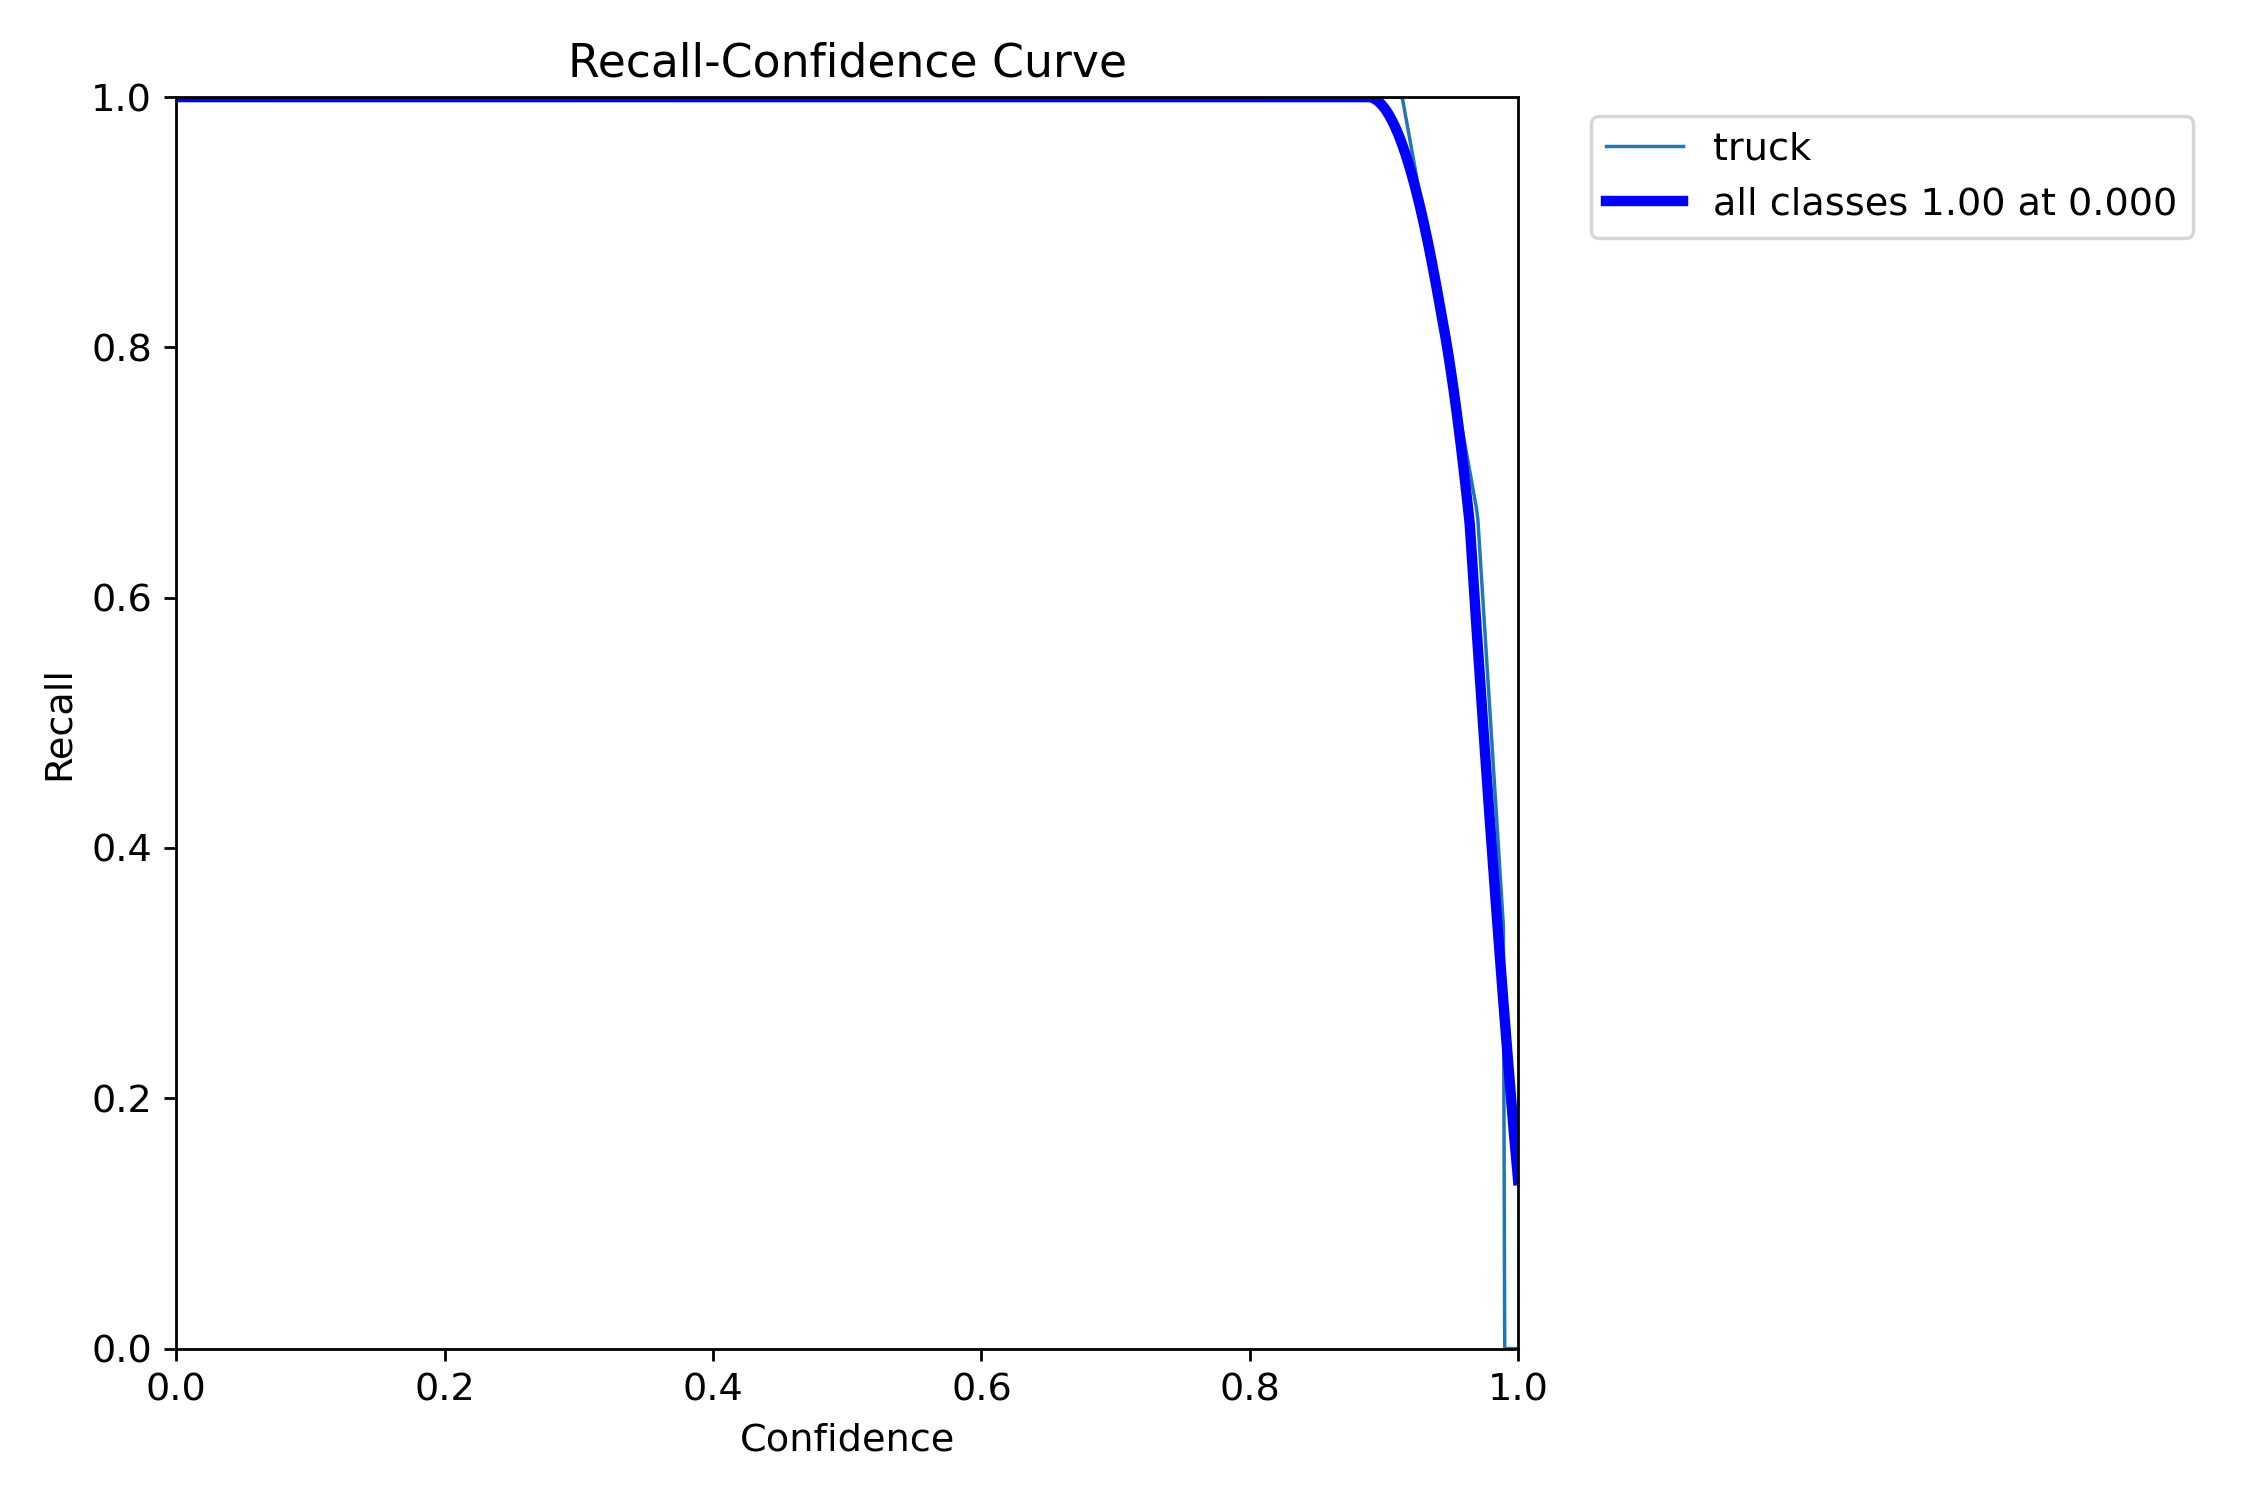 Recall-Confidence Curve
1.0
0.8
0.6
0.4
0.2
0.0
Recall
0.0 0.2 0.4 0.6 0.8 1.0
Confidence
truck
all classes 1.00 at 0.000